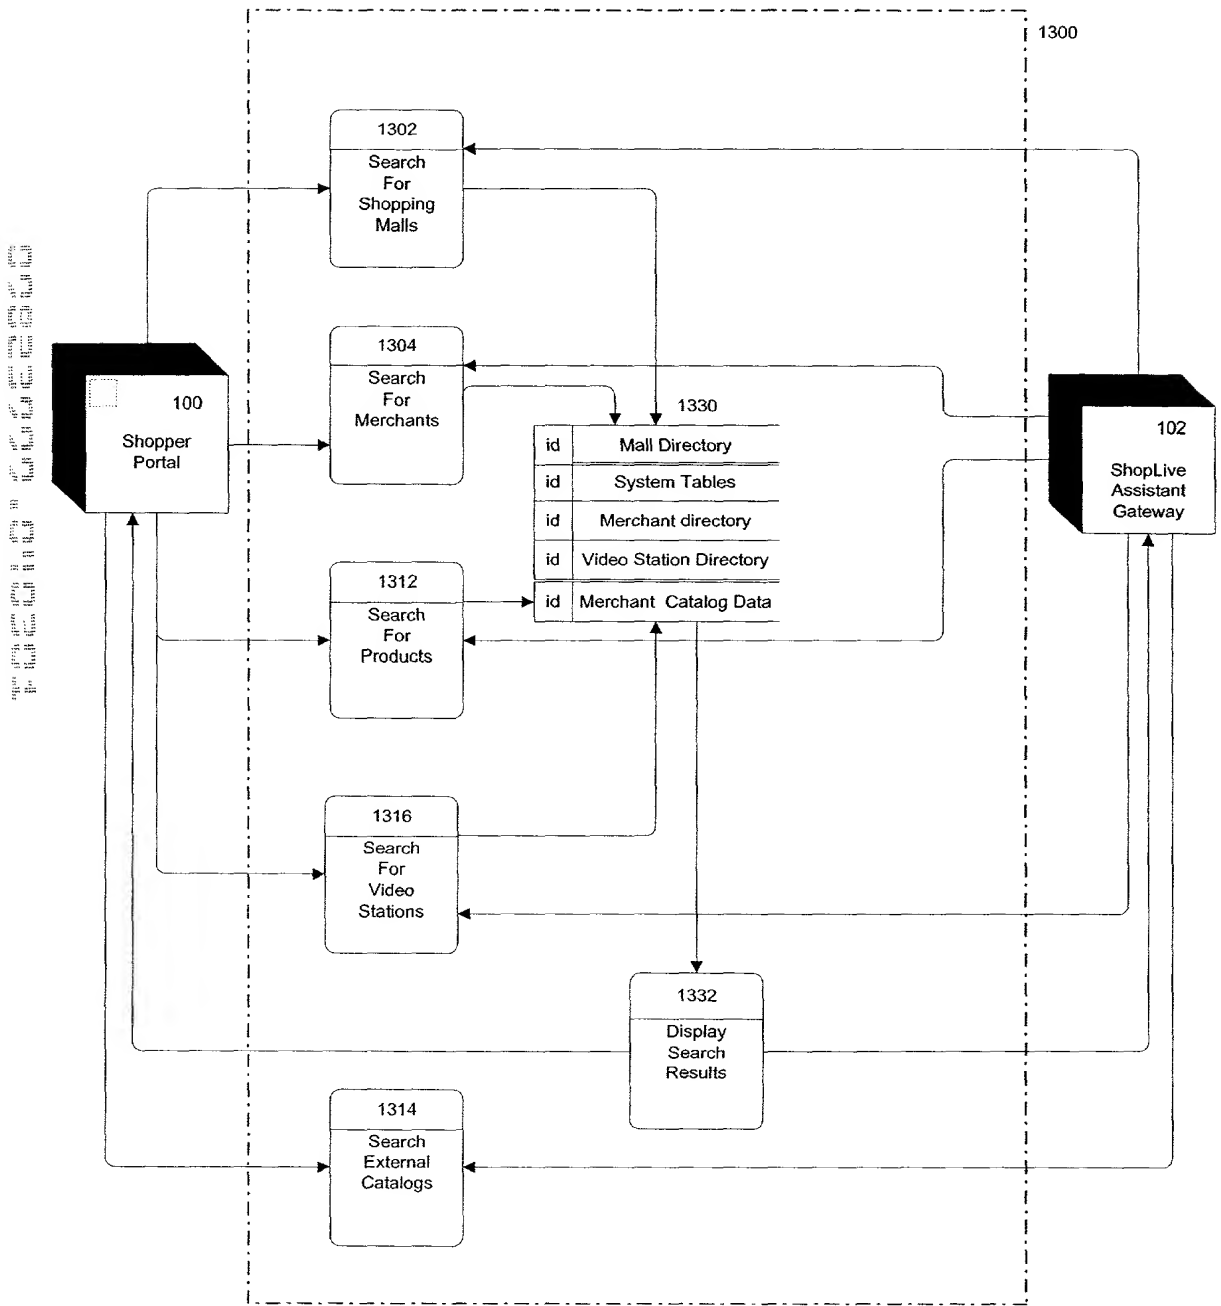 1300
1302
Search
For
Shopping
Malls
1304
Search
For
Merchants
100
Shopper
Portal
1330
id Mall Directory
id System Tables
id Merchant directory
id Video Station Directory
id Merchant Catalog Data
102
ShopLive
Assistant
Gateway
1312
Search
For
Products
1316
Search
For
Video
Stations
1332
Display
Search
Results
1314
Search
External
Catalogs